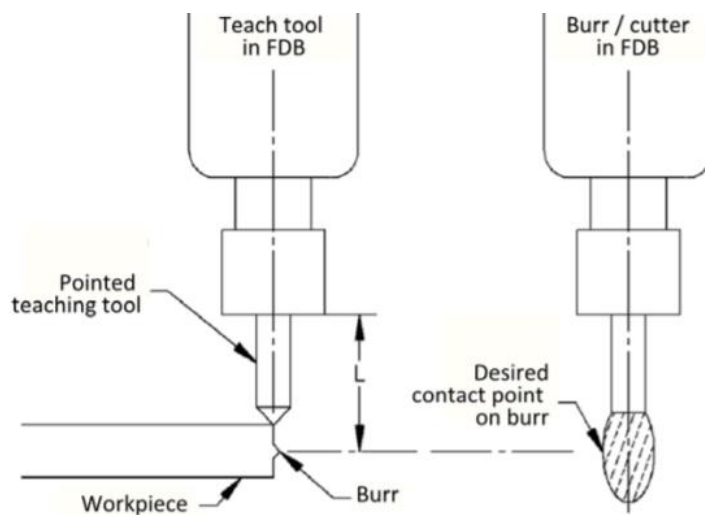 Teach tool
in FDB
Burr / cutter
in FDB
Pointed
teaching tool
L
Desired
contact point
on burr
Workpiece
Burr